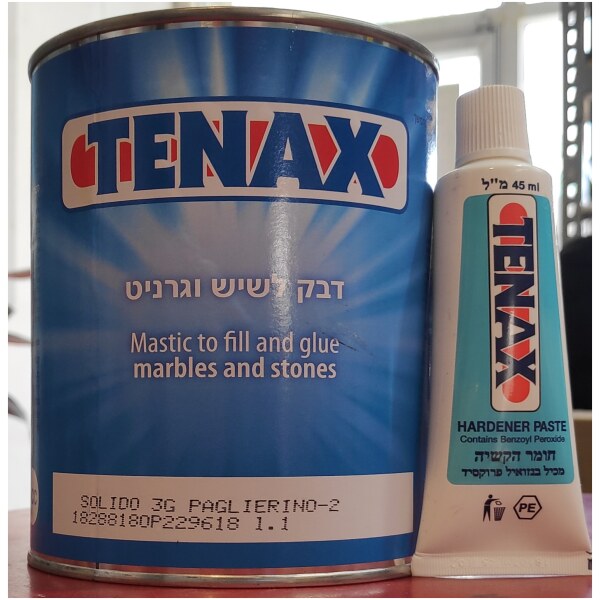 TENAX
דבק לשיש וגרניט
Mastic to fill and glue
marbles and stones
SOLIDO 3G PAGLIERINO-2
18288180P229618 1.1
45 ml מ"ל
TENAX
HARDENER PASTE
Contains Benzoyl Peroxide
חומר הקשיה
מכיל בנזואיל פרוקסיד
PE